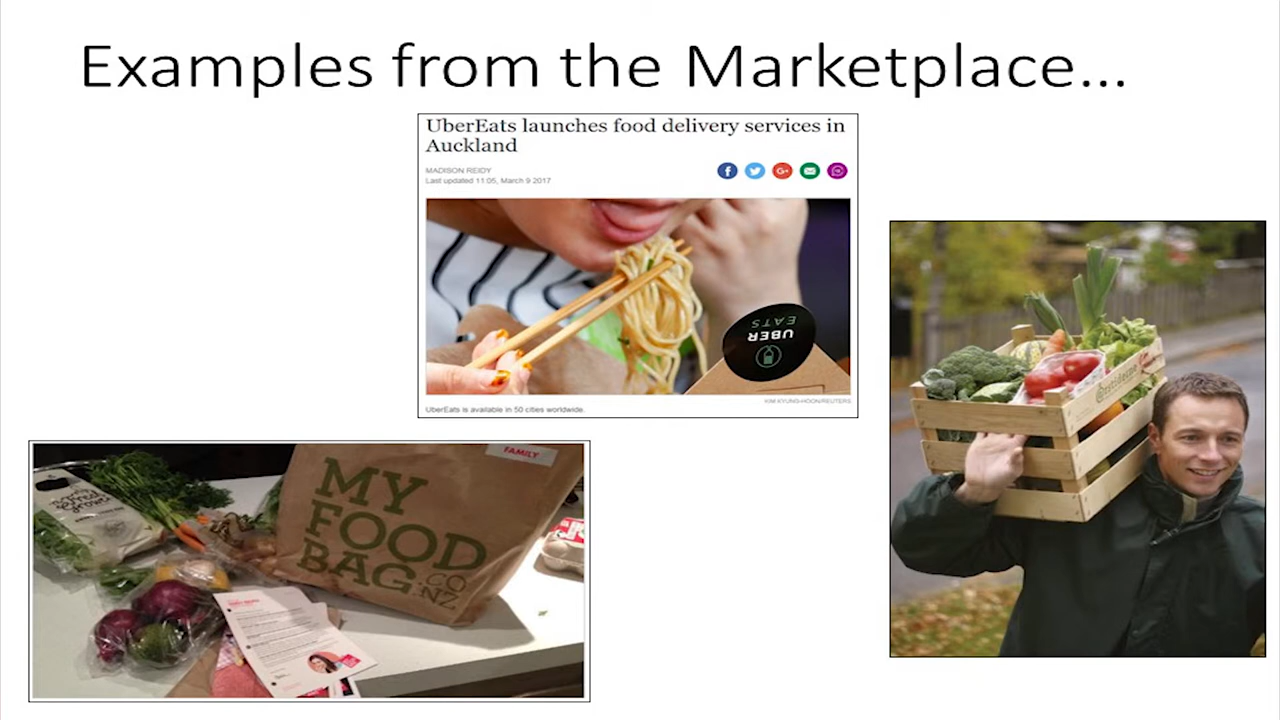 Examples from the Marketplace...
UberEats launches food delivery services in
Auckland
MADISON REIDY
Last updated 11:05, March 9 2017
UBER
EATS
KIM KYUNG-HOON/REUTERS
UberEats is available in 50 cities worldwide.
FAMILY
MY
FOOD
BAG
.CO
.NZ